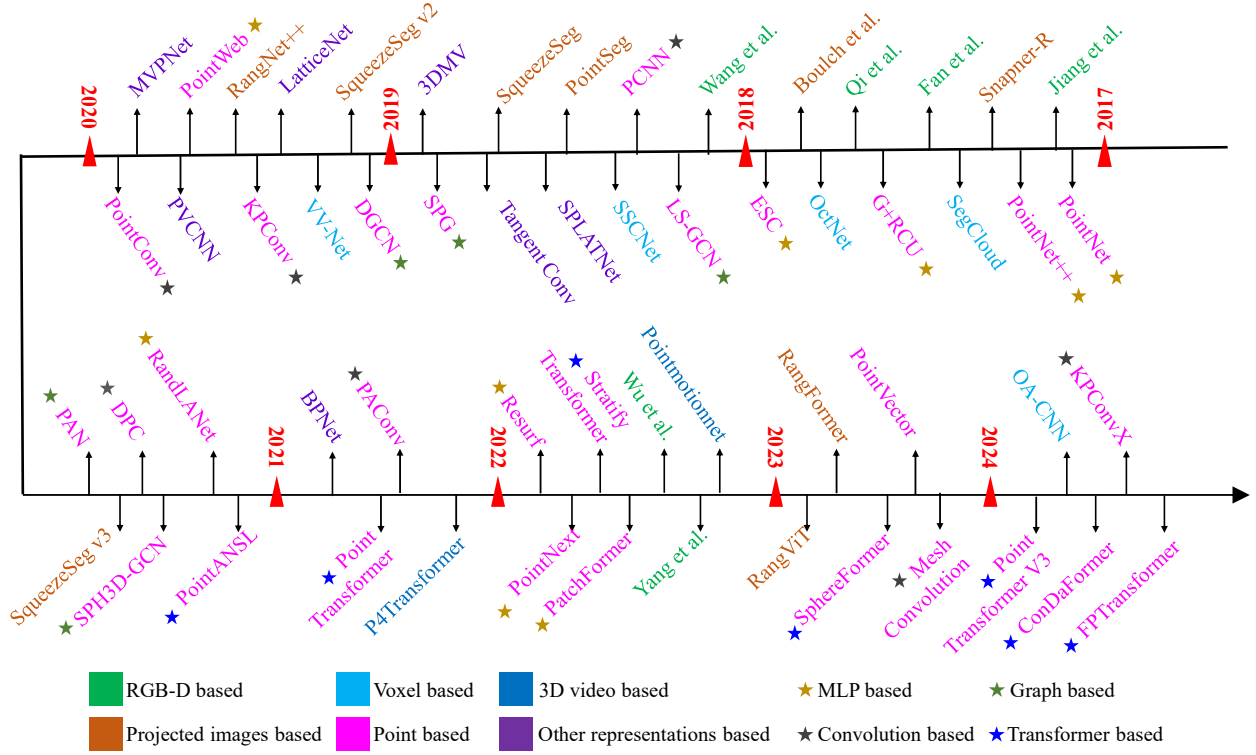 MVPNet
PointWeb
RangNet++
LatticeNet
SqueezeSeg v2
3DMV
SqueezeSeg
PointSeg
PCNN
Wang et al.
Boulch et al.
Qi et al.
Fan et al.
Snapner-R
Jiang et al.
2020
2019
2018
2017
PointConv
PVCNN
KPConv
VV-Net
DGCN
SPG
Tangent Conv
SPLATNet
SSCNet
LS-GCN
ESC
OctNet
G+RCU
SegCloud
PointNet++
PointNet
PAN
DPC
RandLANet
BPNet
PAConv
Resurf
Stratify
Transformer
Wu et al.
Pointmotionnet
RangFormer
PointVector
OA-CNN
KPConvX
2021
2022
2023
2024
SqueezeSeg v3
SPH3D-GCN
PointANSL
Point
Transformer
P4Transformer
PointNext
PatchFormer
Yang et al.
RangViT
SphereFormer
Mesh
Convolution
Point
Transformer V3
ConDaFormer
FPTransformer
RGB-D based
Voxel based
3D video based
MLP based
Graph based
Projected images based
Point based
Other representations based
Convolution based
Transformer based